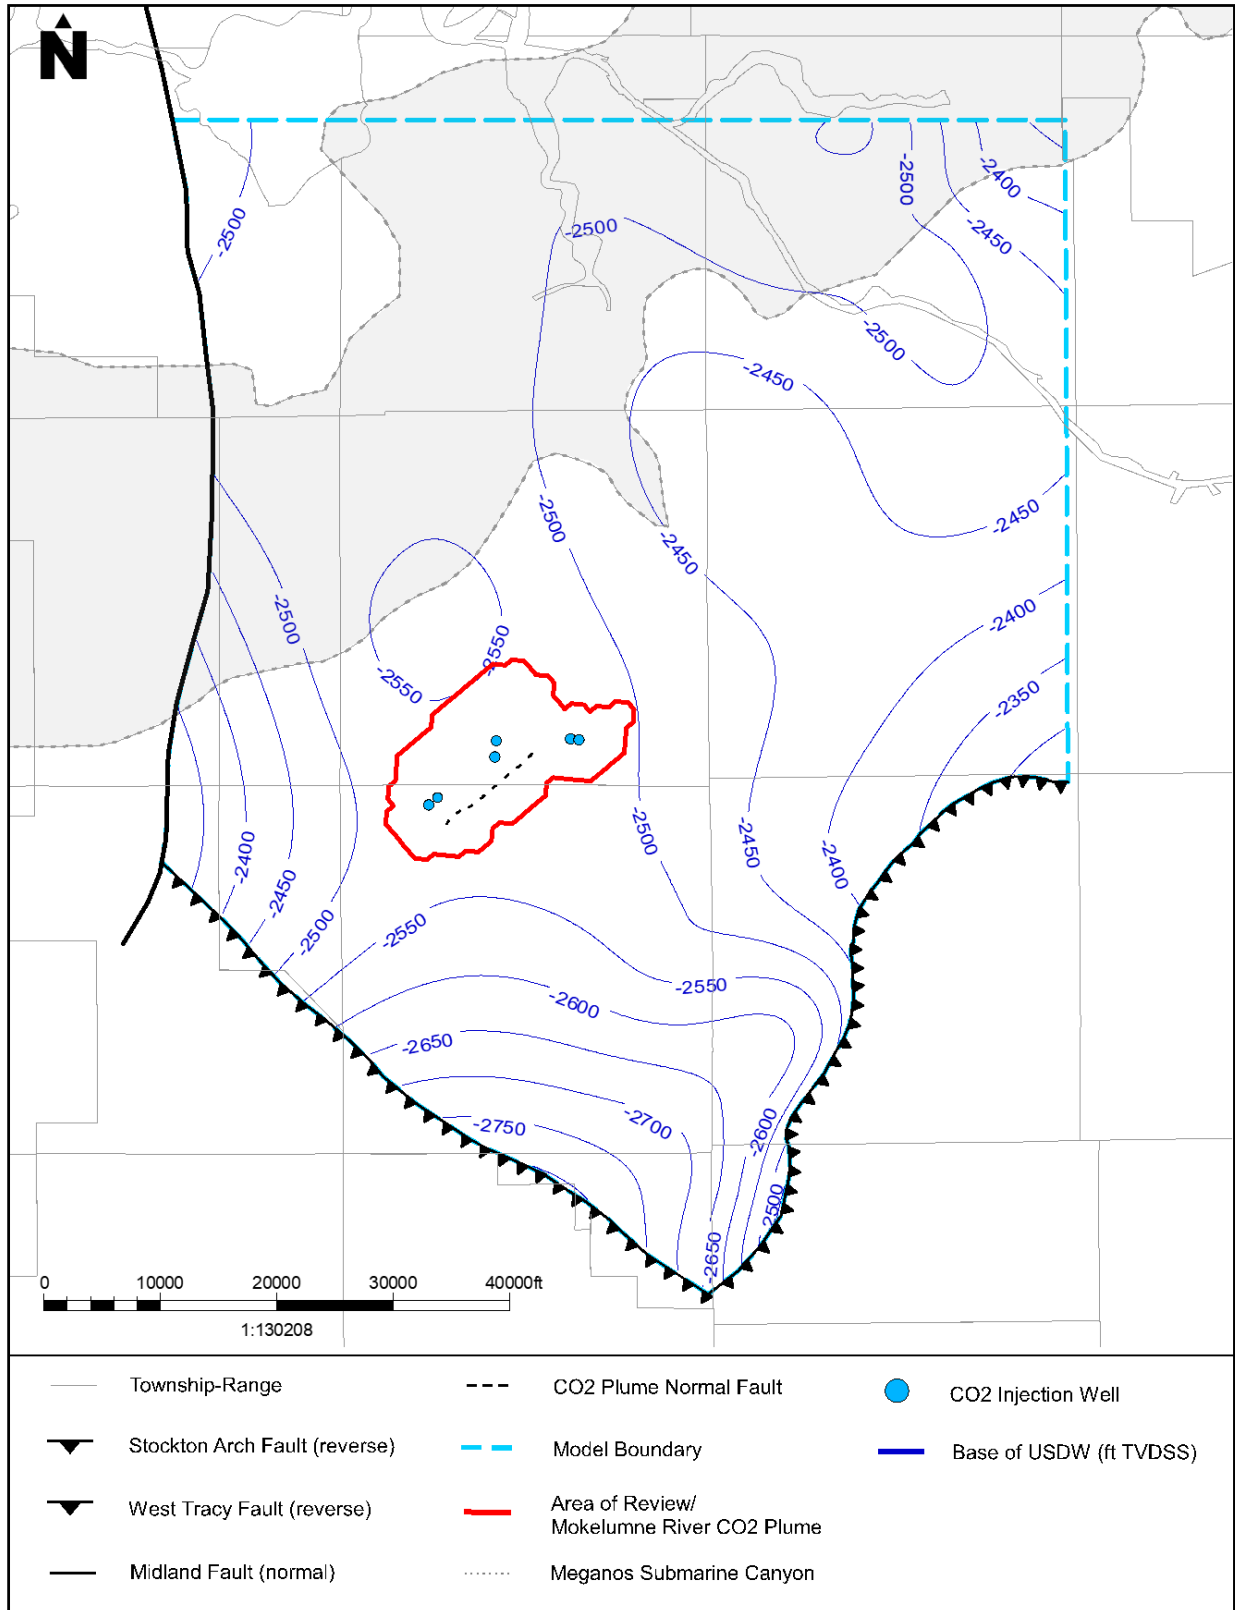 N
-2500
-2400
-2500
-2450
-2500
-2500
-2450
-2500
-2450
-2450
-2500
-2400
-2550
-2550
-2350
-2500
-2450
-2400
-2400
-2450
-2500
-2550
-2550
-2600
-2650
-2700
-2750
-2600
2500
-2650
0 10000 20000 30000 40000ft
1:130208
Township-Range
CO2 Plume Normal Fault
CO2 Injection Well
Stockton Arch Fault (reverse)
Model Boundary
Base of USDW (ft TVDSS)
West Tracy Fault (reverse)
Area of Review/
Mokelumne River CO2 Plume
Midland Fault (normal)
Meganos Submarine Canyon